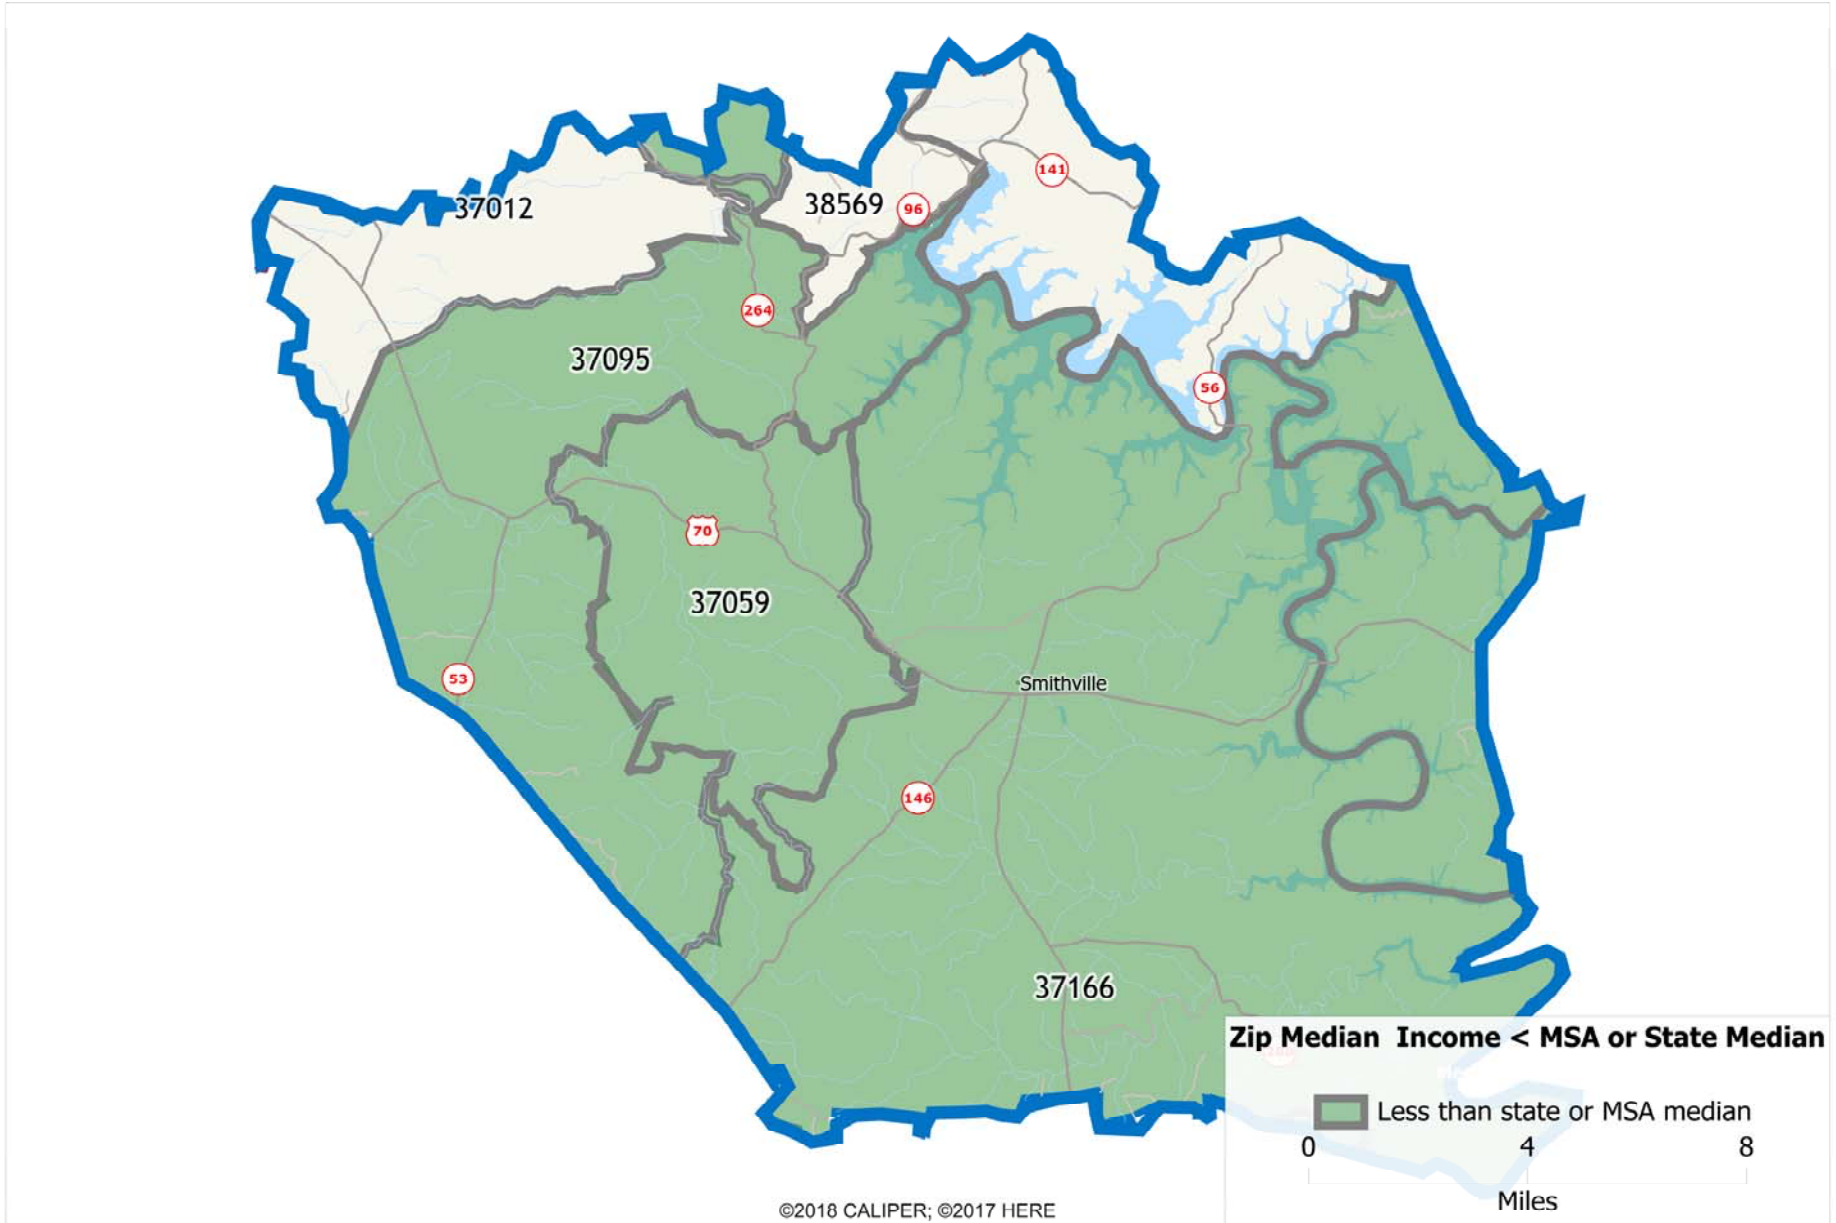 141
37012
38569
96
264
37095
56
70
37059
53
Smithville
146
37166
Zip Median Income < MSA or State Median
Less than state or MSA median
0 4 8
Miles
©2018 CALIPER; ©2017 HERE